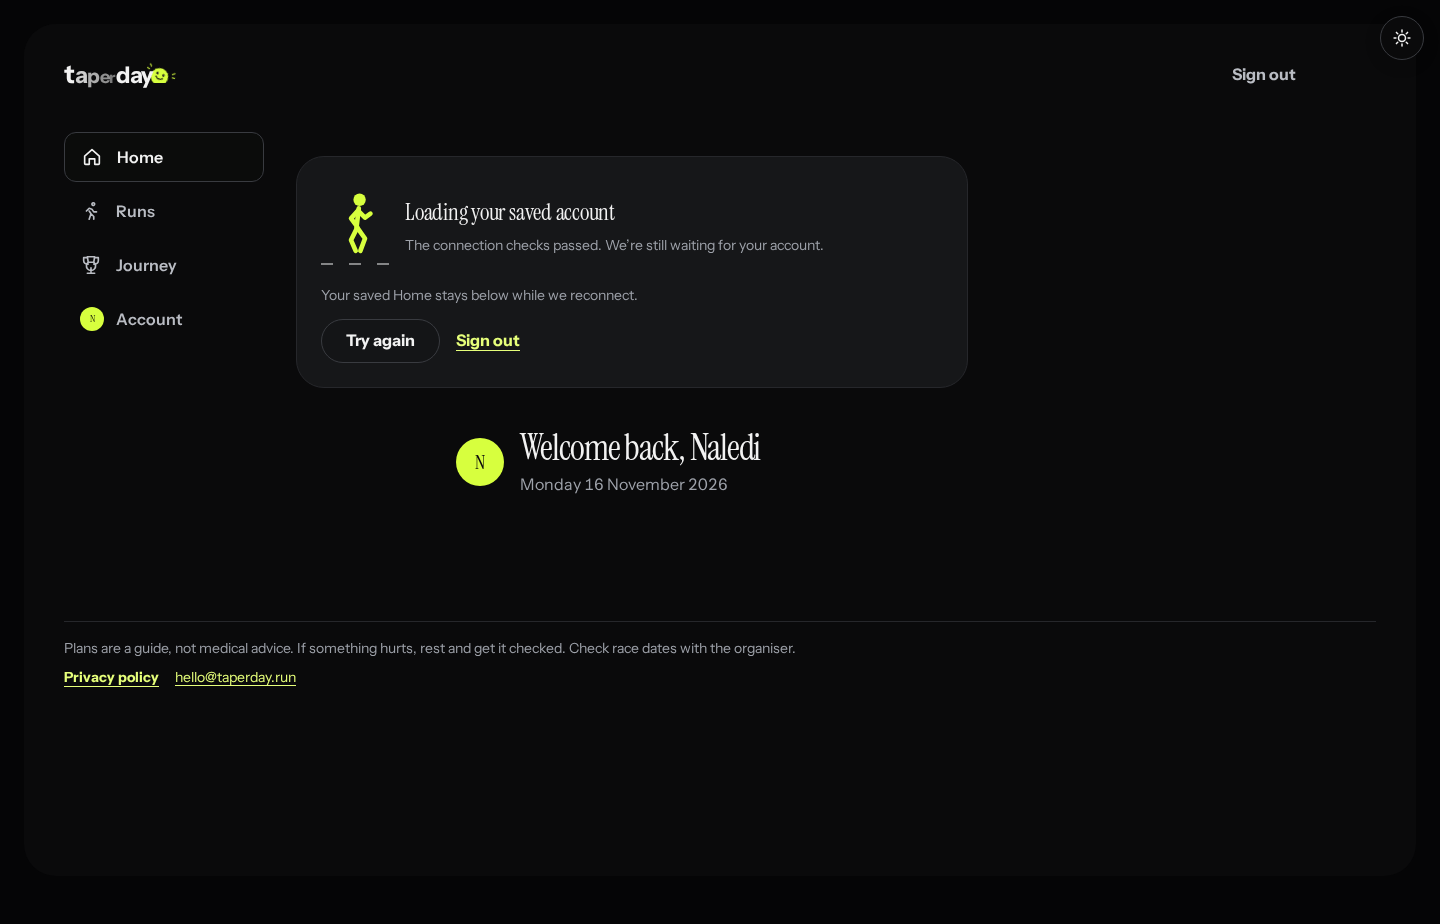 taperday
Sign out
Home
Runs
Journey
N
Account
Loading your saved account
The connection checks passed. We’re still waiting for your account.
Your saved Home stays below while we reconnect.
Try again
Sign out
N
Welcome back, Naledi
Monday 16 November 2026
Plans are a guide, not medical advice. If something hurts, rest and get it checked. Check race dates with the organiser.
Privacy policy
hello@taperday.run